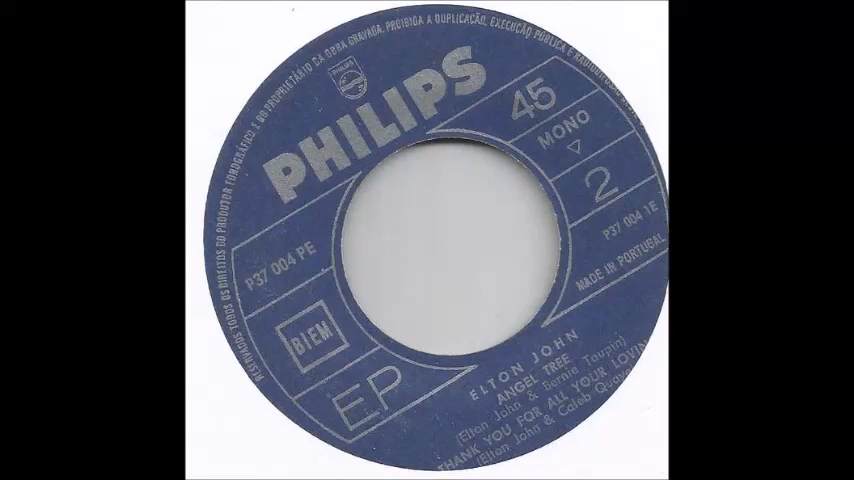 RESERVADOS TODOS OS DIREITOS DO PRODUTOR FONOGRÁFICO E DO PROPRIETÁRIO DA OBRA GRAVADA. PROIBIDA A DUPLICAÇÃO, EXECUÇÃO PÚBLICA E
PHILIPS
PHILIPS
45
MONO
2
P37 004 PE
P37 004 1E
MADE IN PORTUGAL
BIEM
EP
ELTON JOHN
ANGEL TREE
(Elton John & Bernie Taupin)
THANK YOU FOR ALL YOUR LOVIN
(Elton John & Caleb Quaye